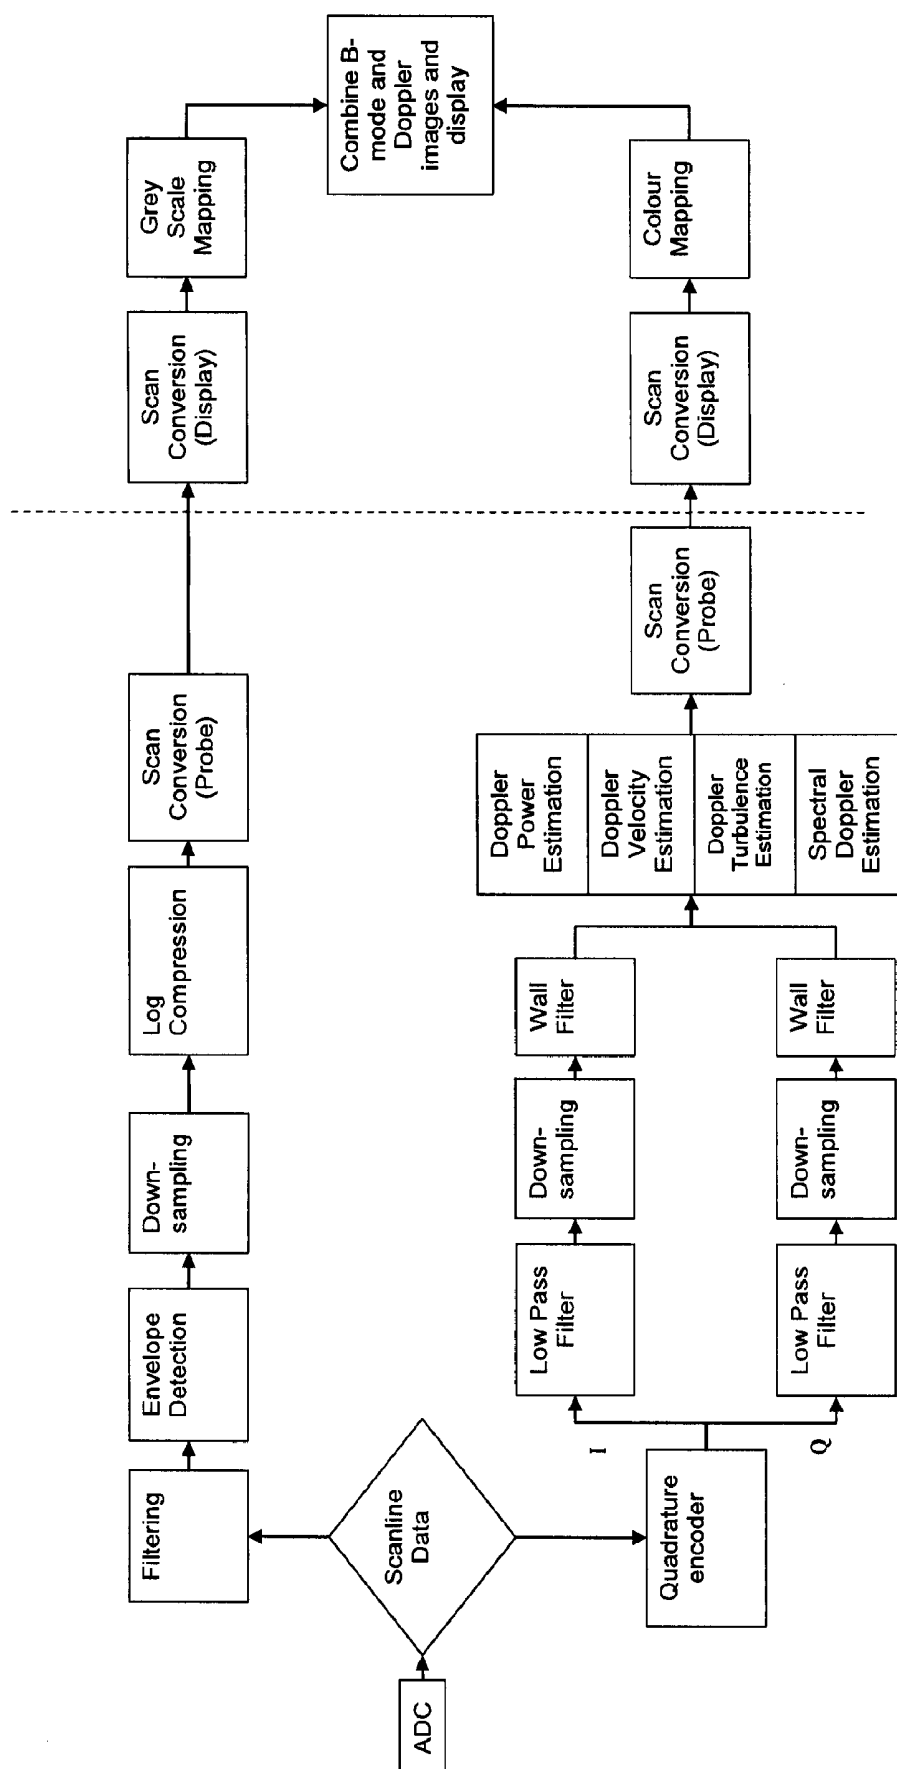 ADC
Scanline
Data
Filtering
Envelope
Detection
Down-
sampling
Log
Compression
Scan
Conversion
(Probe)
Scan
Conversion
(Display)
Grey
Scale
Mapping
Combine B-
mode and
Doppler
images and
display
Quadrature
encoder
I
Q
Low Pass
Filter
Down-
sampling
Wall
Filter
Low Pass
Filter
Down-
sampling
Wall
Filter
Doppler
Power
Estimation
Doppler
Velocity
Estimation
Doppler
Turbulence
Estimation
Spectral
Doppler
Estimation
Scan
Conversion
(Probe)
Scan
Conversion
(Display)
Colour
Mapping